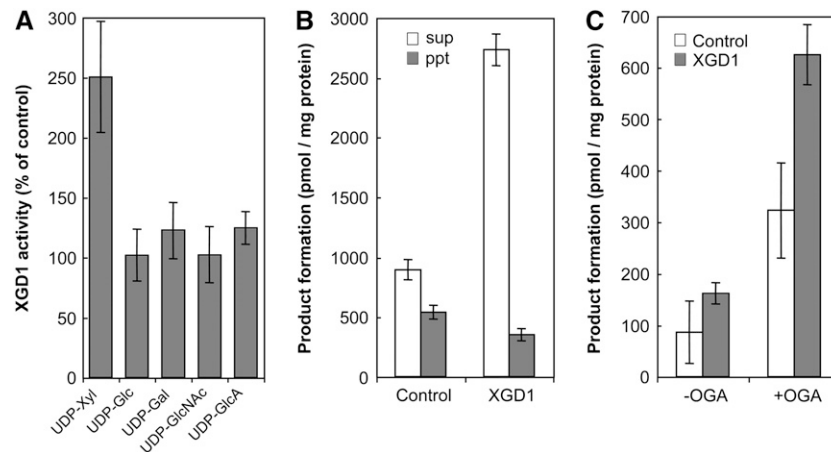 A
XGD1 activity (% of control)
300
250
200
150
100
50
0
UDP-Xyl
UDP-Glc
UDP-Gal
UDP-GlcNAc
UDP-GlcA
B
Product formation (pmol / mg protein)
3000
2500
2000
1500
1000
500
0
sup
ppt
Control
XGD1
C
Product formation (pmol / mg protein)
700
600
500
400
300
200
100
0
Control
XGD1
-OGA
+OGA